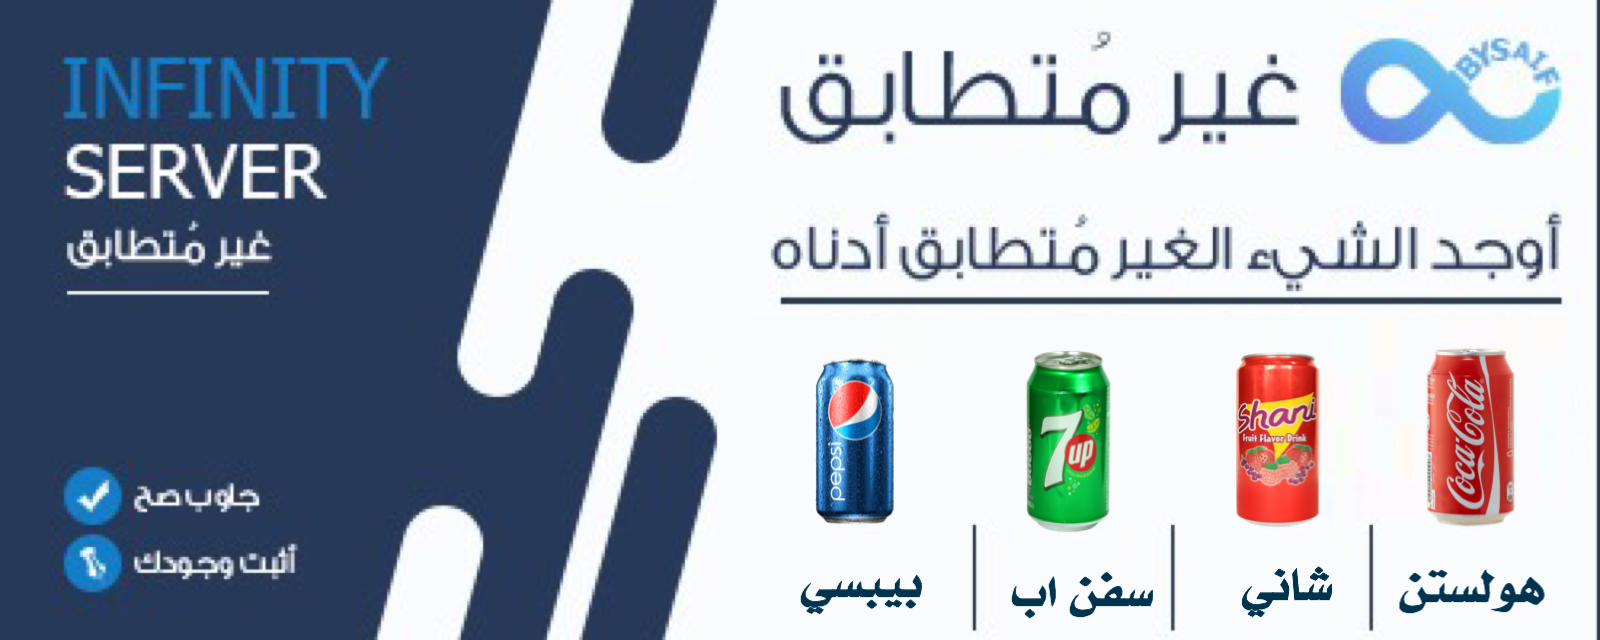 INFINITY
SERVER
غير مُتطابق
جاوب صح
أثبت وجودك
BYSAIF
غير مُتطابق
أوجد الشيء الغير مُتطابق أدناه
Coca-Cola
Shani
Fruit Flavor Drink
7up
pepsi
هولستن
شاني
سفن اب
بيبسي